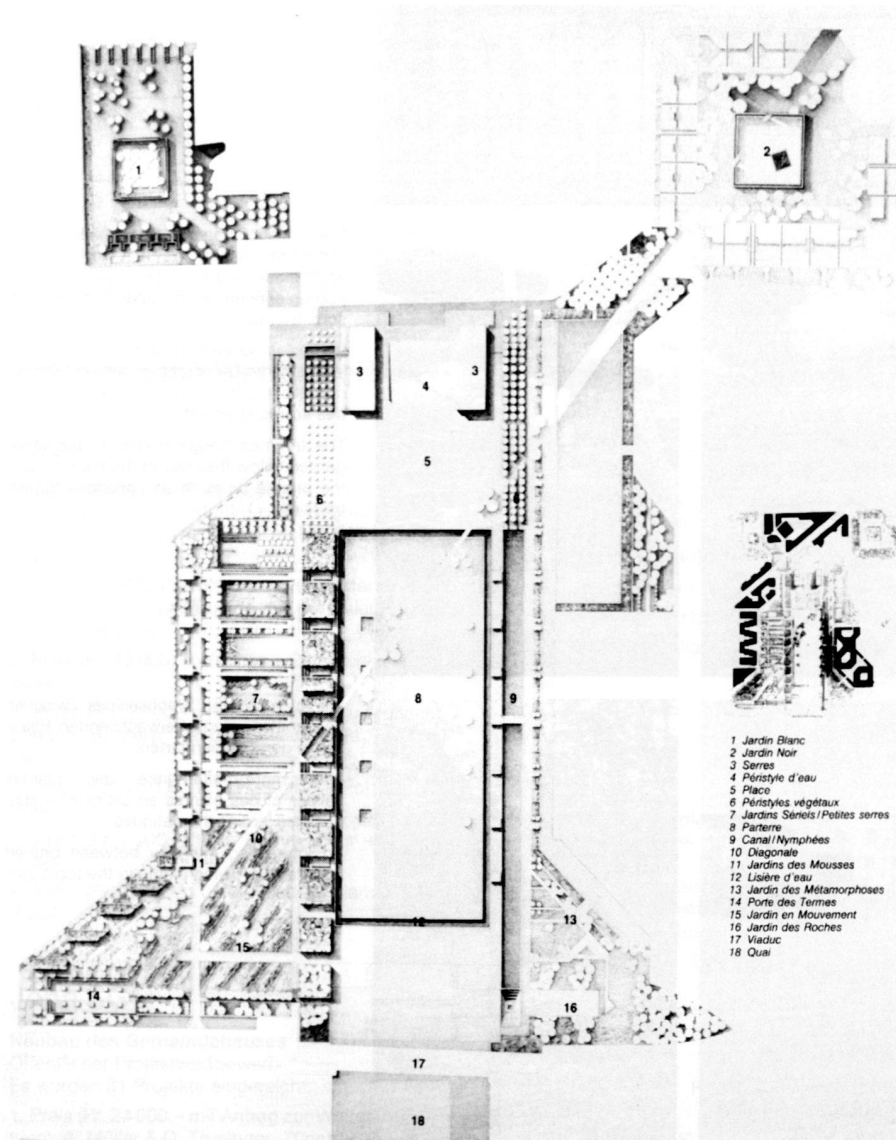 1
2
3
3
4
5
6
6
7
8
9
10
11
12
13
14
15
16
17
18
1 Jardin Blanc
2 Jardin Noir
3 Serres
4 Péristyle d'eau
5 Place
6 Péristyles végétaux
7 Jardins Sériels/Petites serres
8 Parterre
9 Canal/Nymphées
10 Diagonale
11 Jardins des Mousses
12 Lisière d'eau
13 Jardin des Métamorphoses
14 Porte des Termes
15 Jardin en Mouvement
16 Jardin des Roches
17 Viaduc
18 Quai